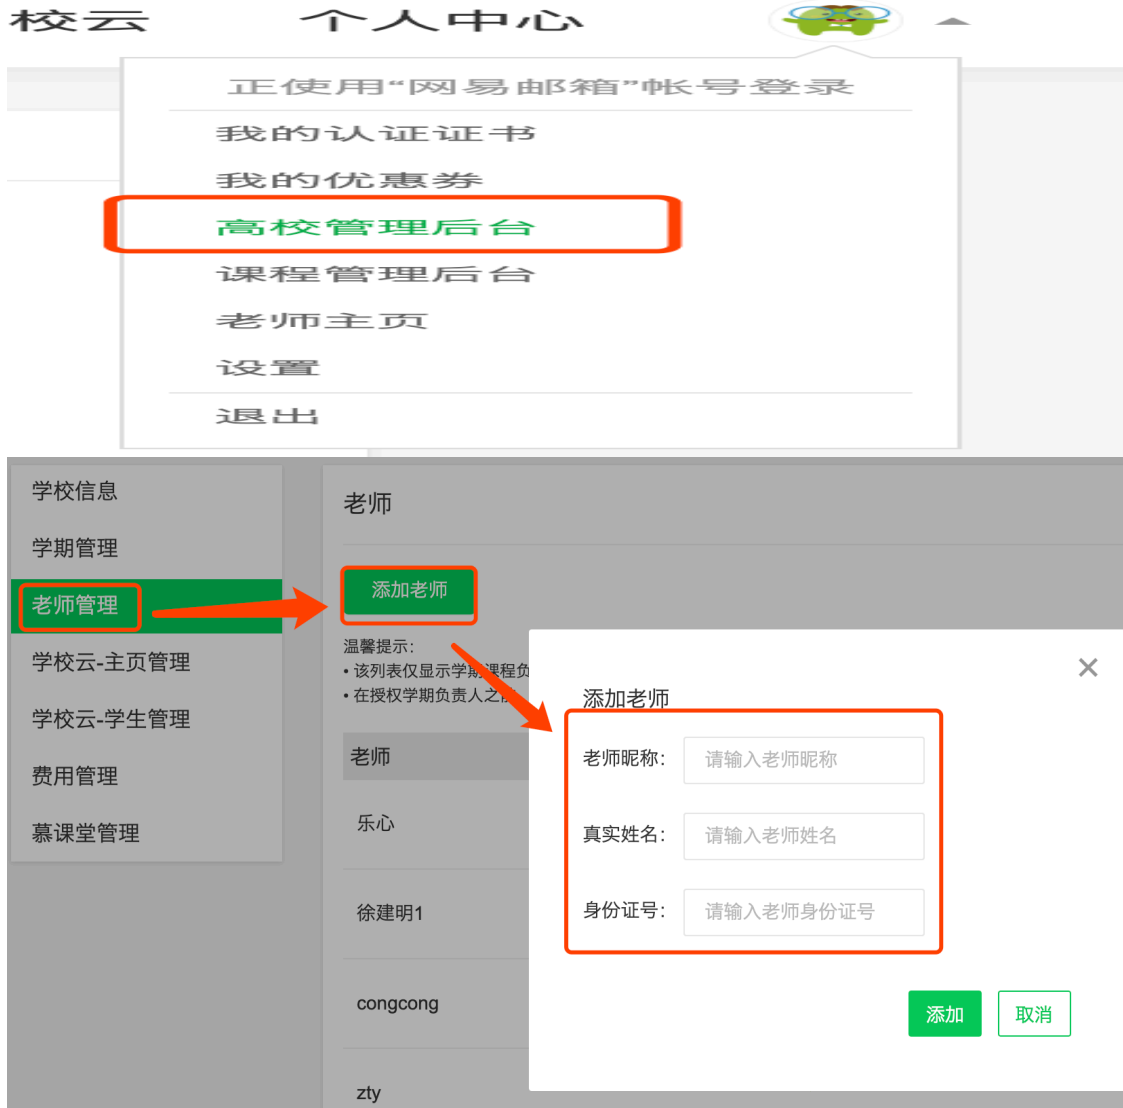 校云 个人中心
正使用“网易邮箱”帐号登录
我的认证证书
我的优惠券
高校管理后台
课程管理后台
老师主页
设置
退出
学校信息
学期管理
老师管理
学校云-主页管理
学校云-学生管理
费用管理
慕课堂管理
老师
添加老师
温馨提示：
• 该列表仅显示学期课程负
• 在授权学期负责人之前
老师
乐心
徐建明1
congcong
zty
添加老师
老师昵称： 请输入老师昵称
真实姓名： 请输入老师姓名
身份证号： 请输入老师身份证号
添加 取消